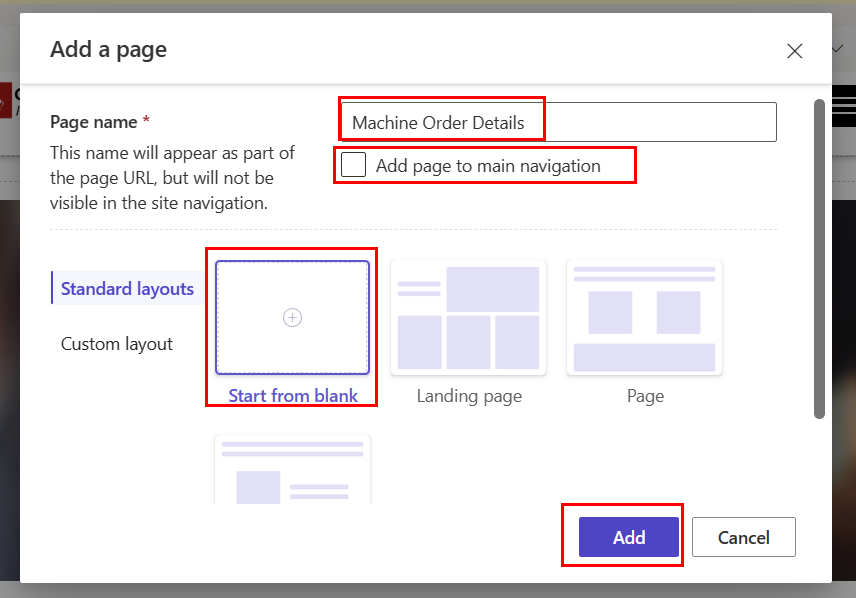 Add a page
Page name *
Machine Order Details
This name will appear as part of
the page URL, but will not be
visible in the site navigation.
Add page to main navigation
Standard layouts
Custom layout
Start from blank
Landing page
Page
Add
Cancel